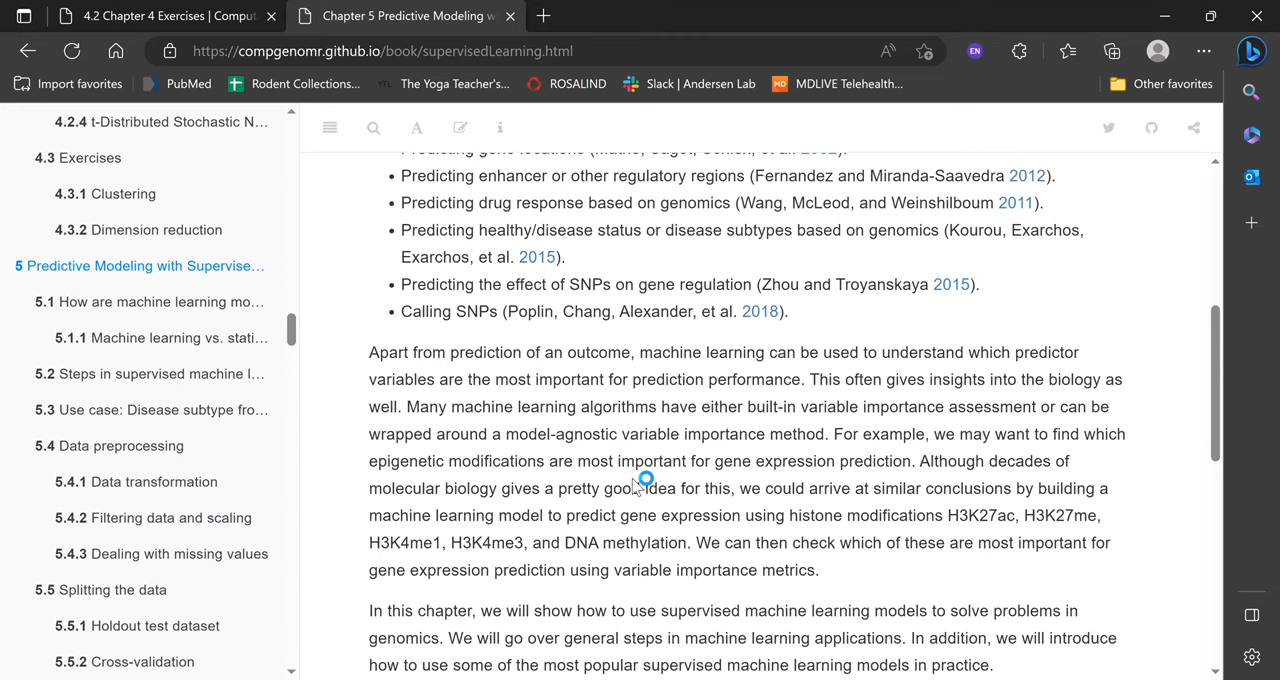 4.2 Chapter 4 Exercises | Comput
Chapter 5 Predictive Modeling w
https://compgenomr.github.io/book/supervisedLearning.html
EN
Import favorites
PubMed
Rodent Collections...
YTL
The Yoga Teacher's...
ROSALIND
Slack | Andersen Lab
MD
MDLIVE Telehealth...
Other favorites
4.2.4 t-Distributed Stochastic N...
4.3 Exercises
4.3.1 Clustering
4.3.2 Dimension reduction
5 Predictive Modeling with Supervise...
5.1 How are machine learning mo...
5.1.1 Machine learning vs. stati...
5.2 Steps in supervised machine l...
5.3 Use case: Disease subtype fro...
5.4 Data preprocessing
5.4.1 Data transformation
5.4.2 Filtering data and scaling
5.4.3 Dealing with missing values
5.5 Splitting the data
5.5.1 Holdout test dataset
5.5.2 Cross-validation
• Predicting enhancer or other regulatory regions (Fernandez and Miranda-Saavedra 2012).
• Predicting drug response based on genomics (Wang, McLeod, and Weinshilboum 2011).
• Predicting healthy/disease status or disease subtypes based on genomics (Kourou, Exarchos,
Exarchos, et al. 2015).
• Predicting the effect of SNPs on gene regulation (Zhou and Troyanskaya 2015).
• Calling SNPs (Poplin, Chang, Alexander, et al. 2018).
Apart from prediction of an outcome, machine learning can be used to understand which predictor
variables are the most important for prediction performance. This often gives insights into the biology as
well. Many machine learning algorithms have either built-in variable importance assessment or can be
wrapped around a model-agnostic variable importance method. For example, we may want to find which
epigenetic modifications are most important for gene expression prediction. Although decades of
molecular biology gives a pretty good idea for this, we could arrive at similar conclusions by building a
machine learning model to predict gene expression using histone modifications H3K27ac, H3K27me,
H3K4me1, H3K4me3, and DNA methylation. We can then check which of these are most important for
gene expression prediction using variable importance metrics.
In this chapter, we will show how to use supervised machine learning models to solve problems in
genomics. We will go over general steps in machine learning applications. In addition, we will introduce
how to use some of the most popular supervised machine learning models in practice.